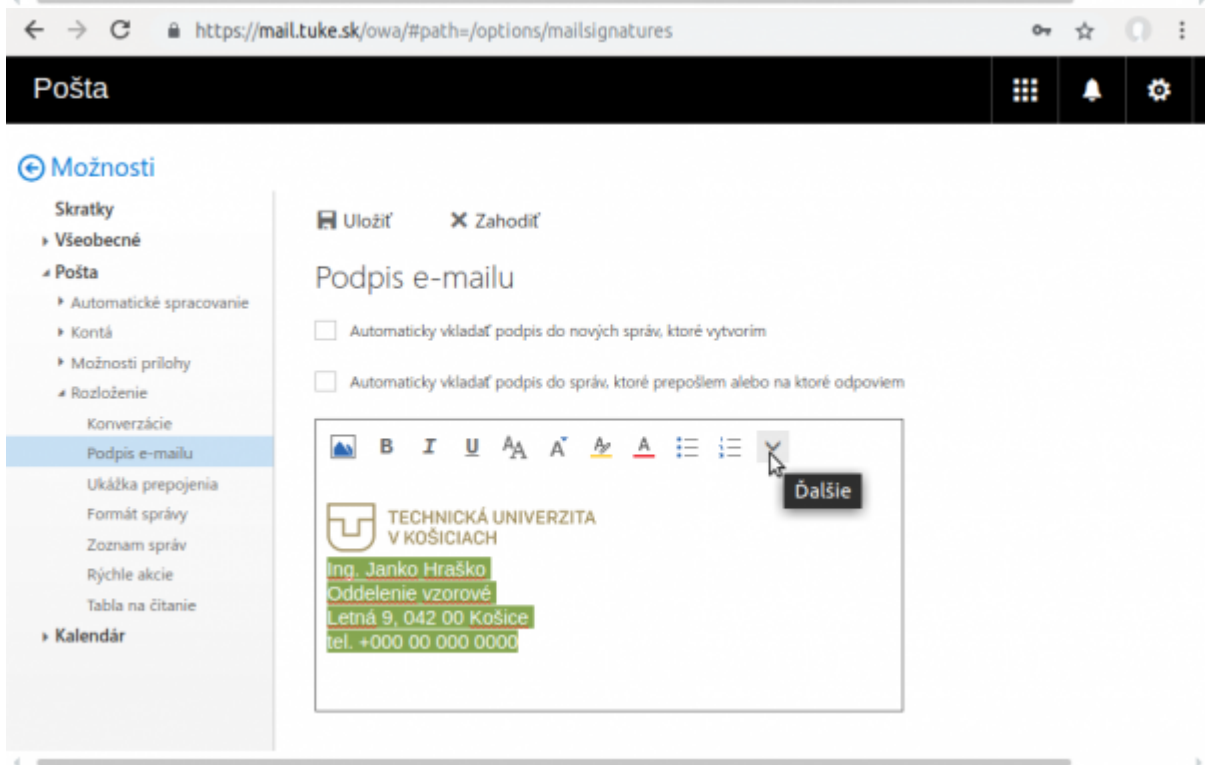 https://mail.tuke.sk/owa/#path=/options/mailsignatures
Pošta
Možnosti
Skratky
Všeobecné
Pošta
Automatické spracovanie
Kontá
Možnosti prílohy
Rozloženie
Konverzácie
Podpis e-mailu
Ukážka prepojenia
Formát správy
Zoznam správ
Rýchle akcie
Tabla na čítanie
Kalendár
Uložiť Zahodiť
Podpis e-mailu
Automaticky vkladať podpis do nových správ, ktoré vytvorím
Automaticky vkladať podpis do správ, ktoré prepošlem alebo na ktoré odpoviem
B I U AA A A A
Ďalšie
TECHNICKÁ UNIVERZITA
V KOŠICIACH
Ing. Janko Hraško
Oddelenie vzorové
Letná 9, 042 00 Košice
tel. +000 00 000 0000